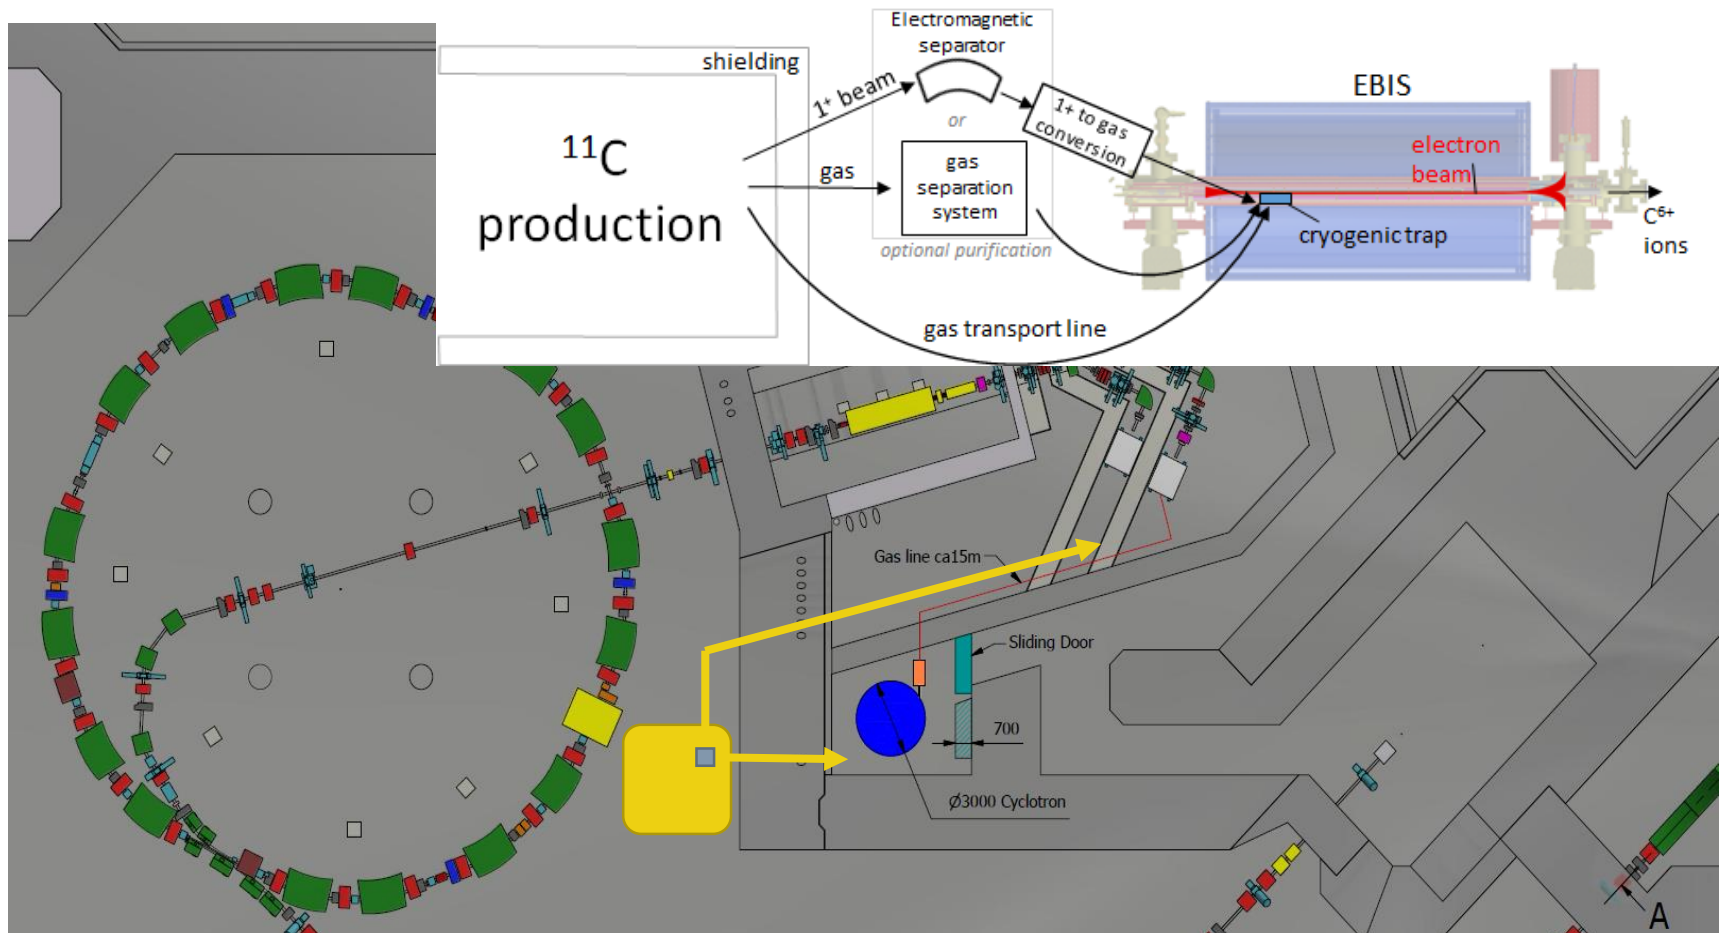 Electromagnetic
separator
shielding
EBIS
1⁺ beam
1+ to gas
conversion
or
¹¹C
production
gas
gas
separation
system
electron
beam
C⁶⁺
ions
cryogenic trap
optional purification
gas transport line
Gas line ca15m
Sliding Door
700
Ø3000 Cyclotron
A